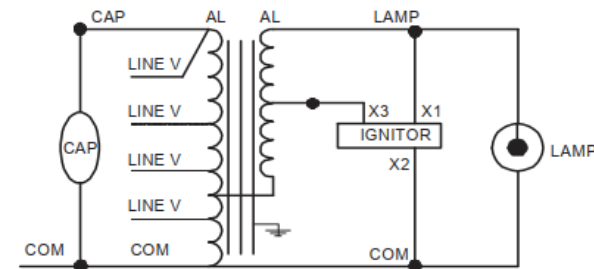 CAP AL AL LAMP
LINE V
LINE V
X3 X1
IGNITOR
CAP
LAMP
LINE V
X2
LINE V
COM COM COM